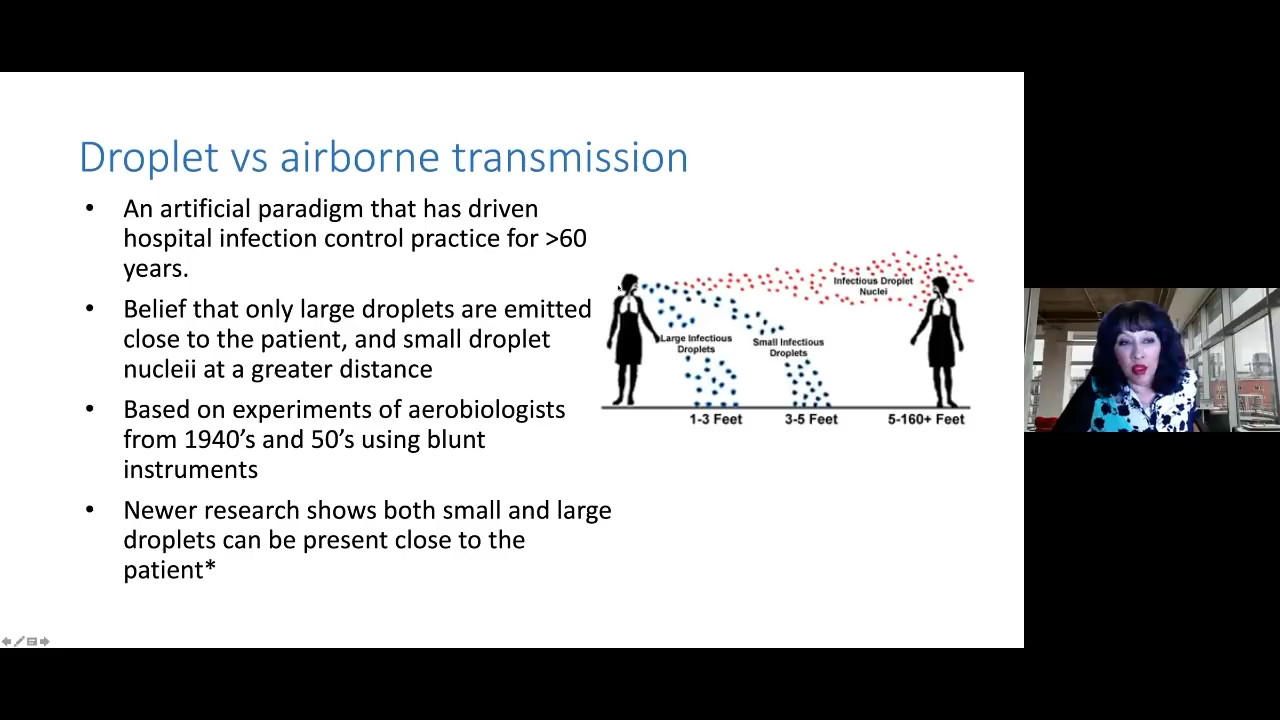 Droplet vs airborne transmission
• An artificial paradigm that has driven
hospital infection control practice for >60
years.
• Belief that only large droplets are emitted
close to the patient, and small droplet
nucleii at a greater distance
• Based on experiments of aerobiologists
from 1940’s and 50’s using blunt
instruments
• Newer research shows both small and large
droplets can be present close to the
patient*
Infectious Droplet
Nuclei
Large Infectious
Droplets
Small Infectious
Droplets
1-3 Feet
3-5 Feet
5-160+ Feet